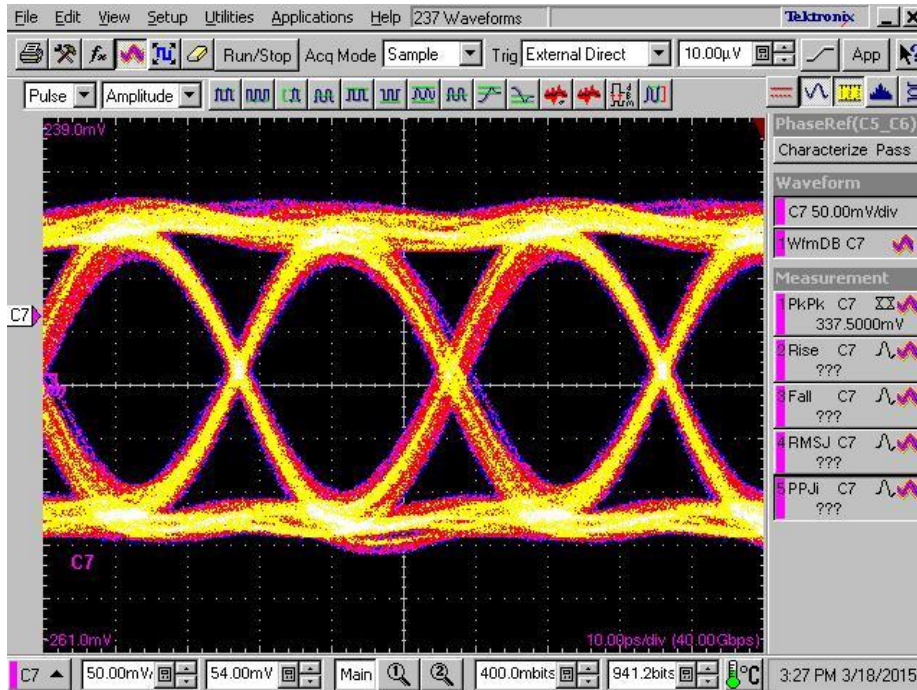 File Edit View Setup Utilities Applications Help 237 Waveforms Tektronix
Run/Stop Acq Mode Sample Trig External Direct 10.00µV App
Pulse Amplitude
239.0mV
PhaseRef(C5_C6)
Characterize Pass
Waveform
C7 50.00mV/div
1 WfmDB C7
Measurement
1 PkPk C7
337.5000mV
2 Rise C7
???
3 Fall C7
???
4 RMSJ C7
???
5 PPJi C7
???
C7
C7
-261.0mV 10.00ps/div (40.00Gbps)
C7 50.00mV/ 54.00mV Main 1 2 400.0mbits 941.2bits °C 3:27 PM 3/18/2015